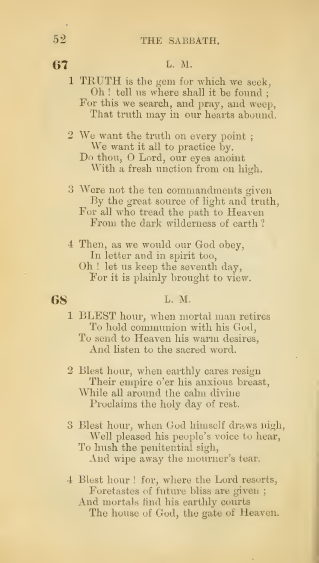 52 THE SABBATH.
67 L. M.
1 TRUTH is the gem for which we seek,
Oh ! tell us where shall it be found ;
For this we search, and pray, and weep,
That truth may in our hearts abound.
2 We want the truth on every point ;
We want it all to practice by.
Do thou, O Lord, our eyes anoint
With a fresh unction from on high.
3 Were not the ten commandments given
By the great source of light and truth,
For all who tread the path to Heaven
From the dark wilderness of earth ?
4 Then, as we would our God obey,
In letter and in spirit too,
Oh ! let us keep the seventh day,
For it is plainly brought to view.
68 L. M.
1 BLEST hour, when mortal man retires
To hold communion with his God,
To send to Heaven his warm desires,
And listen to the sacred word.
2 Blest hour, when earthly cares resign
Their empire o'er his anxious breast,
While all around the calm divine
Proclaims the holy day of rest.
3 Blest hour, when God himself draws nigh,
Well pleased his people's voice to hear,
To hush the penitential sigh,
And wipe away the mourner's tear.
4 Blest hour ! for, where the Lord resorts,
Foretastes of future bliss are given ;
And mortals find his earthly courts
The house of God, the gate of Heaven.